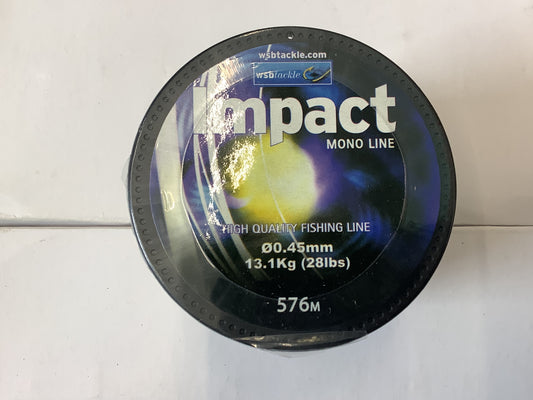 wsbtackle.com
wsbtackle
Impact
MONO LINE
HIGH QUALITY FISHING LINE
Ø0.45mm
13.1Kg (28lbs)
576M